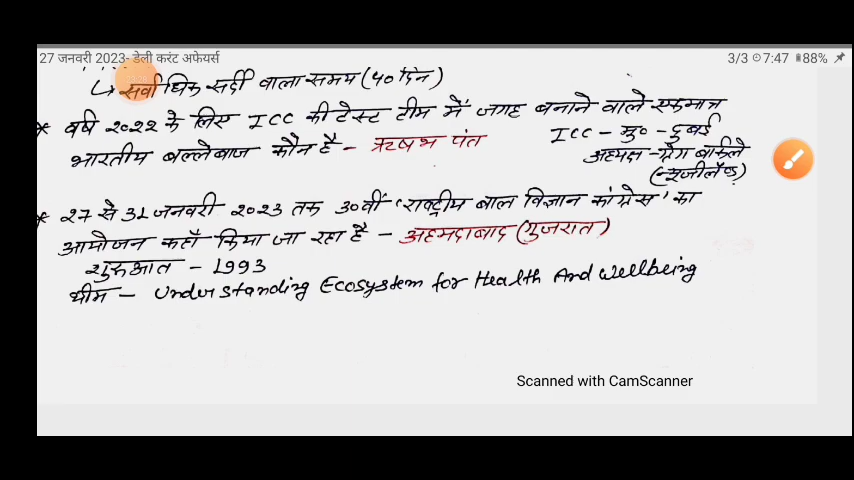 27 जनवरी 2023- डेली करंट अफेयर्स 3/3 7:47 88%
↳ सर्वाधिक सर्दी वाला समय (40 दिन)
* वर्ष 2022 के लिए ICC की टेस्ट टीम में जगह बनाने वाले एकमात्र
भारतीय बल्लेबाज कौन है - ऋषभ पंत
ICC - मु० - दुबई
अध्यक्ष - ग्रेग बार्कले
(न्यूजीलैण्ड)
* 27 से 31 जनवरी 2023 तक 30वीं 'राष्ट्रीय बाल विज्ञान कांग्रेस' का
आयोजन कहाँ किया जा रहा है - अहमदाबाद (गुजरात)
शुरुआत - 1993
थीम - Understanding Ecosystem for Health And Wellbeing
Scanned with CamScanner